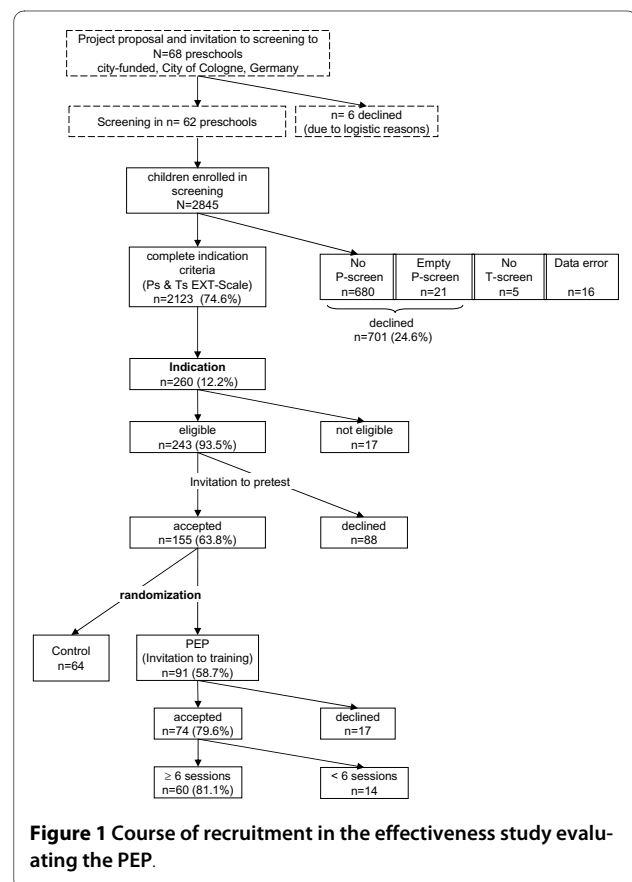 Project proposal and invitation to screening to
N=68 preschools
city-funded, City of Cologne, Germany
Screening in n= 62 preschools
n= 6 declined
(due to logistic reasons)
children enrolled in
screening
N=2845
complete indication
criteria
(Ps & Ts EXT-Scale)
n=2123 (74.6%)
No
P-screen
n=680
Empty
P-screen
n=21
No
T-screen
n=5
Data error
n=16
declined
n=701 (24.6%)
Indication
n=260 (12.2%)
eligible
n=243 (93.5%)
not eligible
n=17
Invitation to pretest
accepted
n=155 (63.8%)
declined
n=88
randomization
Control
n=64
PEP
(Invitation to training)
n=91 (58.7%)
accepted
n=74 (79.6%)
declined
n=17
≥ 6 sessions
n=60 (81.1%)
< 6 sessions
n=14
Figure 1 Course of recruitment in the effectiveness study evalu-
ating the PEP.